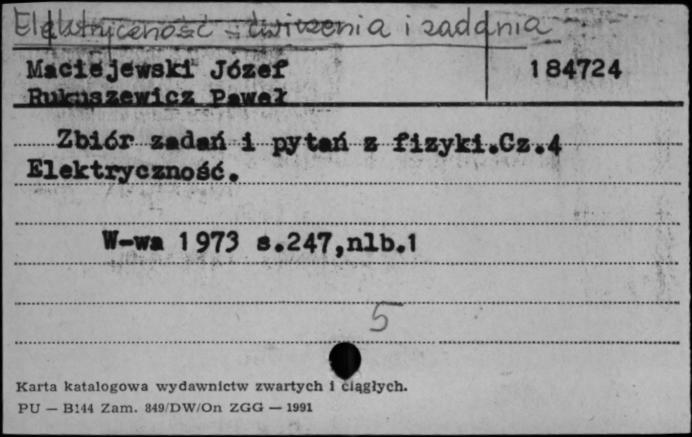 Elektryczność - ćwiczenia i zadania
Maciejewski Józef 184724
Rukuszewicz Paweł
Zbiór zadań i pytań z fizyki.Cz.4
Elektryczność.
W-wa 1973 s.247,nlb.1
5
Karta katalogowa wydawnictw zwartych i ciągłych.
PU — B144 Zam. 849/DW/On ZGG — 1991